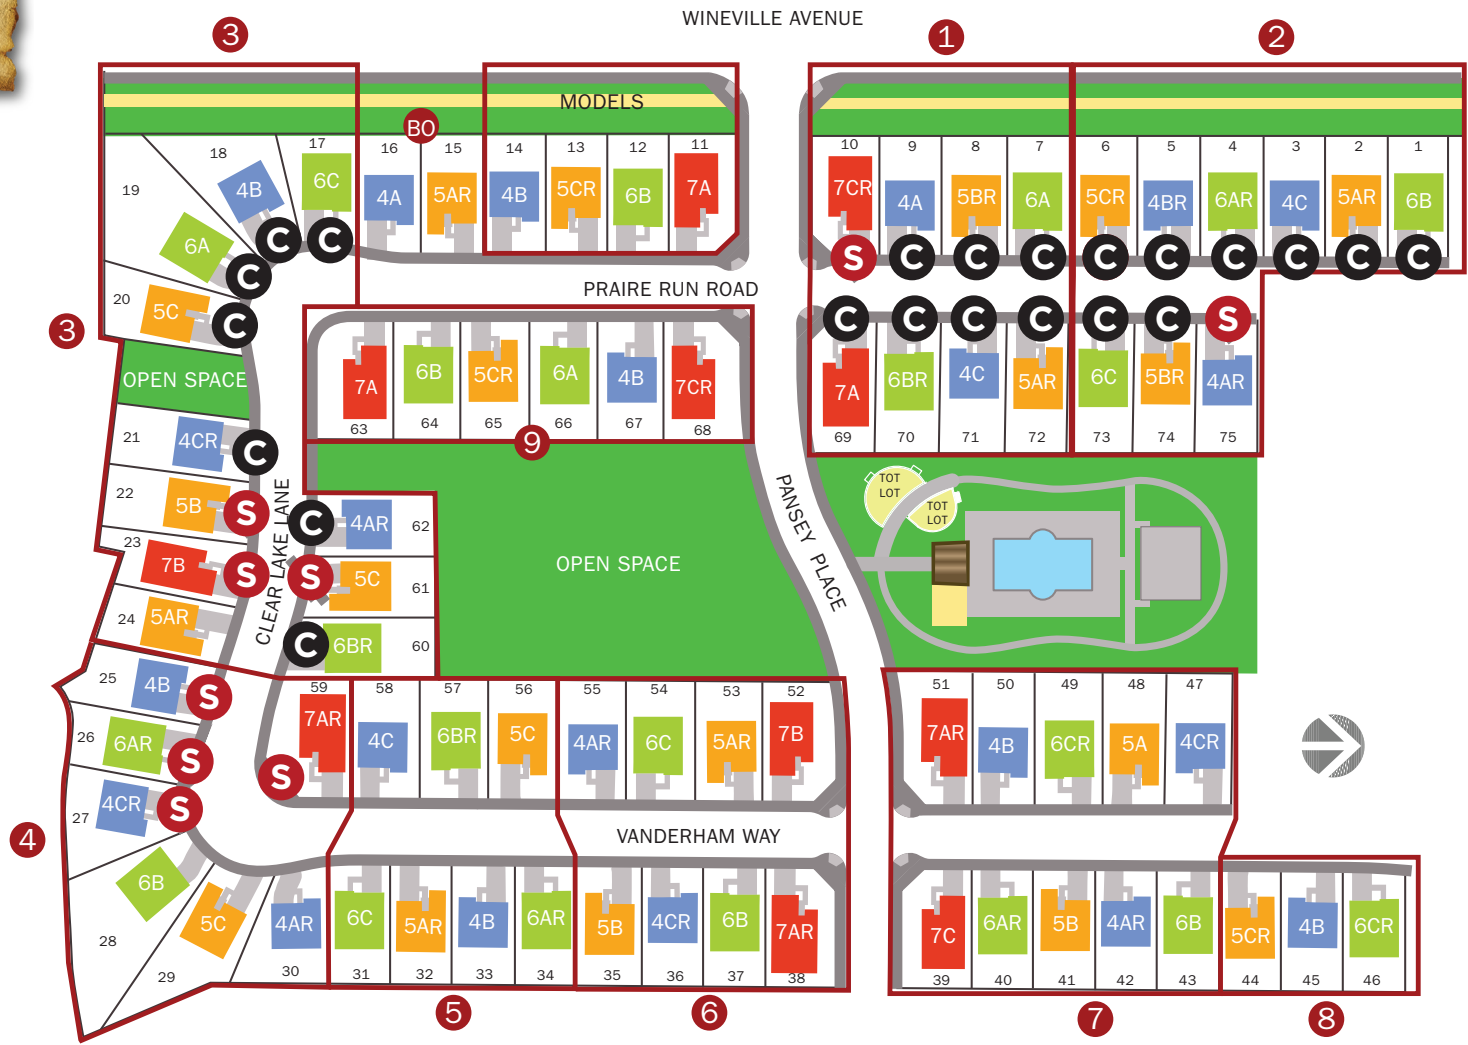 WINEVILLE AVENUE
3
1
2
MODELS
BO
19
18
17
16
15
14
13
12
11
10
9
8
7
6
5
4
3
2
1
4B
6C
4A
5AR
4B
5CR
6B
7A
7CR
4A
5BR
6A
5CR
4BR
6AR
4C
5AR
6B
6A
C
C
C
S
C
C
C
C
C
C
C
C
C
20
5C
C
PRAIRE RUN ROAD
3
C
C
C
C
C
C
S
OPEN SPACE
7A
6B
5CR
6A
4B
7CR
7A
6BR
4C
5AR
6C
5BR
4AR
63
64
65
66
67
68
69
70
71
72
73
74
75
9
21
4CR
C
22
5B
S
CLEAR LAKE LANE
C
4AR
62
PANSEY PLACE
TOT
LOT
TOT
LOT
23
7B
S
S
5C
61
OPEN SPACE
24
5AR
C
6BR
60
25
4B
S
59
58
57
56
55
54
53
52
51
50
49
48
47
7AR
4C
6BR
5C
4AR
6C
5AR
7B
7AR
4B
6CR
5A
4CR
26
6AR
S
S
27
4CR
S
4
VANDERHAM WAY
6B
5C
4AR
6C
5AR
4B
6AR
5B
4CR
6B
7AR
7C
6AR
5B
4AR
6B
5CR
4B
6CR
28
29
30
31
32
33
34
35
36
37
38
39
40
41
42
43
44
45
46
5
6
7
8